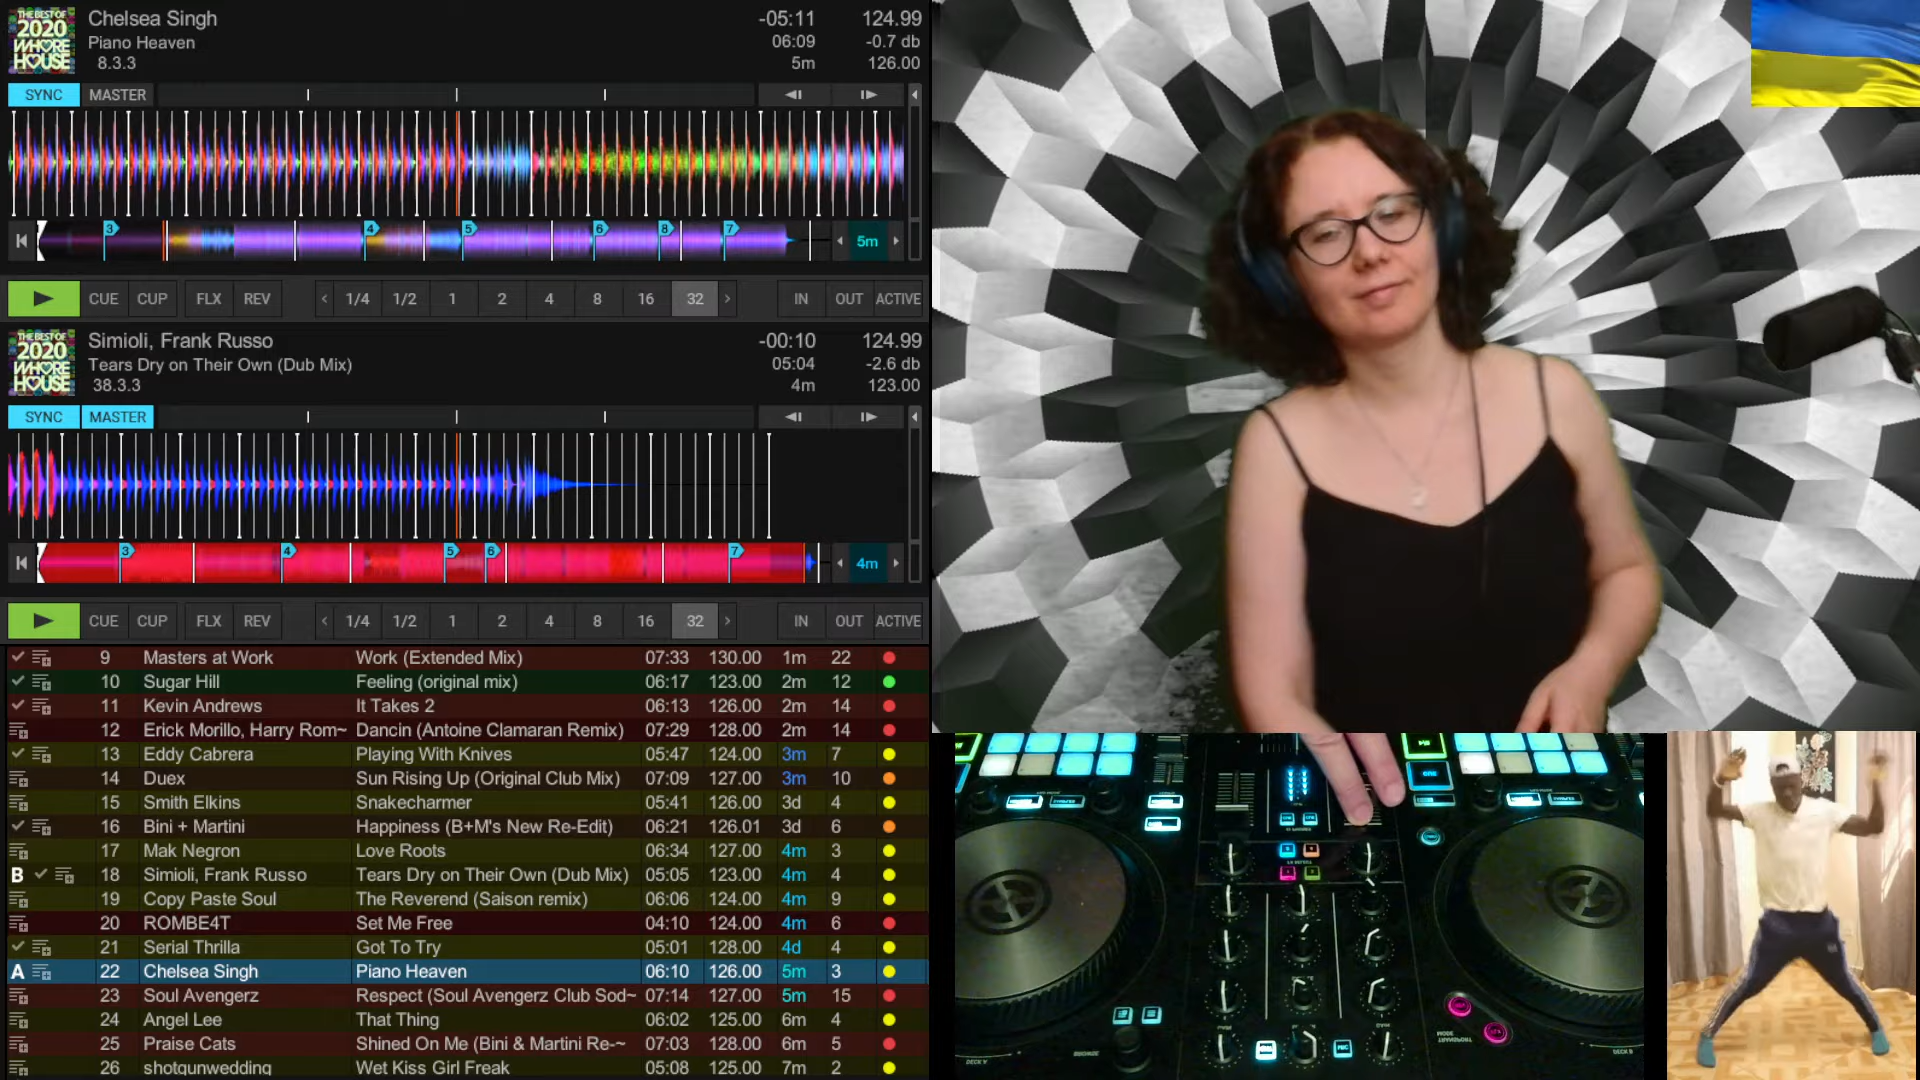 THE BEST OF
2020
WHORE
HOUSE
Chelsea Singh
Piano Heaven
8.3.3
-05:11 124.99
06:09 -0.7 db
5m 126.00
SYNC MASTER
3 4 5 6 8 7
5m
CUE CUP FLX REV 1/4 1/2 1 2 4 8 16 32 IN OUT ACTIVE
THE BEST OF
2020
WHORE
HOUSE
Simioli, Frank Russo
Tears Dry on Their Own (Dub Mix)
38.3.3
-00:10 124.99
05:04 -2.6 db
4m 123.00
SYNC MASTER
3 4 5 6 7
4m
CUE CUP FLX REV 1/4 1/2 1 2 4 8 16 32 IN OUT ACTIVE
9 Masters at Work Work (Extended Mix) 07:33 130.00 1m 22
10 Sugar Hill Feeling (original mix) 06:17 123.00 2m 12
11 Kevin Andrews It Takes 2 06:13 126.00 2m 14
12 Erick Morillo, Harry Rom~ Dancin (Antoine Clamaran Remix) 07:29 128.00 2m 14
13 Eddy Cabrera Playing With Knives 05:47 124.00 3m 7
14 Duex Sun Rising Up (Original Club Mix) 07:09 127.00 3m 10
15 Smith Elkins Snakecharmer 05:41 126.00 3d 4
16 Bini + Martini Happiness (B+M's New Re-Edit) 06:21 126.01 3d 6
17 Mak Negron Love Roots 06:34 127.00 4m 3
B 18 Simioli, Frank Russo Tears Dry on Their Own (Dub Mix) 05:05 123.00 4m 4
19 Copy Paste Soul The Reverend (Saison remix) 06:06 124.00 4m 9
20 ROMBE4T Set Me Free 04:10 124.00 4m 6
21 Serial Thrilla Got To Try 05:01 128.00 4d 4
A 22 Chelsea Singh Piano Heaven 06:10 126.00 5m 3
23 Soul Avengerz Respect (Soul Avengerz Club Sod~ 07:14 127.00 5m 15
24 Angel Lee That Thing 06:02 125.00 6m 4
25 Praise Cats Shined On Me (Bini & Martini Re-~ 07:03 128.00 6m 5
26 shotgunwedding Wet Kiss Girl Freak 05:08 125.00 7m 2